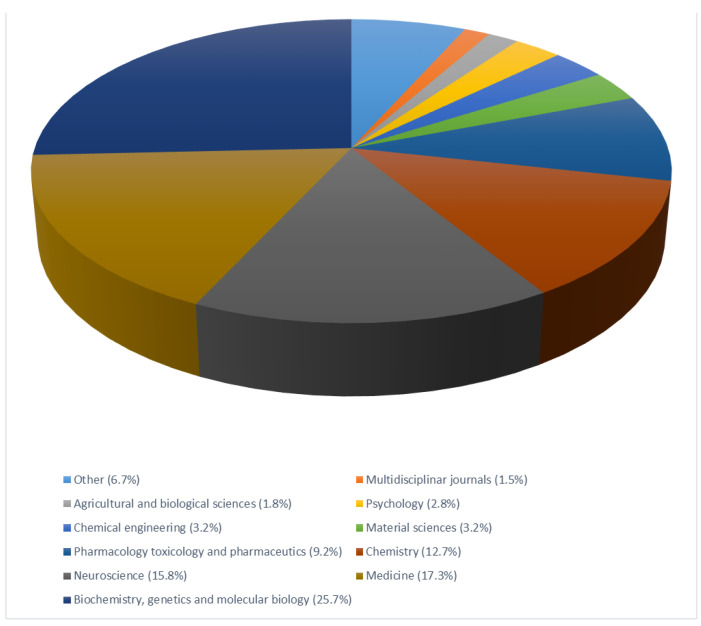 Other (6.7%)
Multidisciplinar journals (1.5%)
Agricultural and biological sciences (1.8%)
Psychology (2.8%)
Chemical engineering (3.2%)
Material sciences (3.2%)
Pharmacology toxicology and pharmaceutics (9.2%)
Chemistry (12.7%)
Neuroscience (15.8%)
Medicine (17.3%)
Biochemistry, genetics and molecular biology (25.7%)